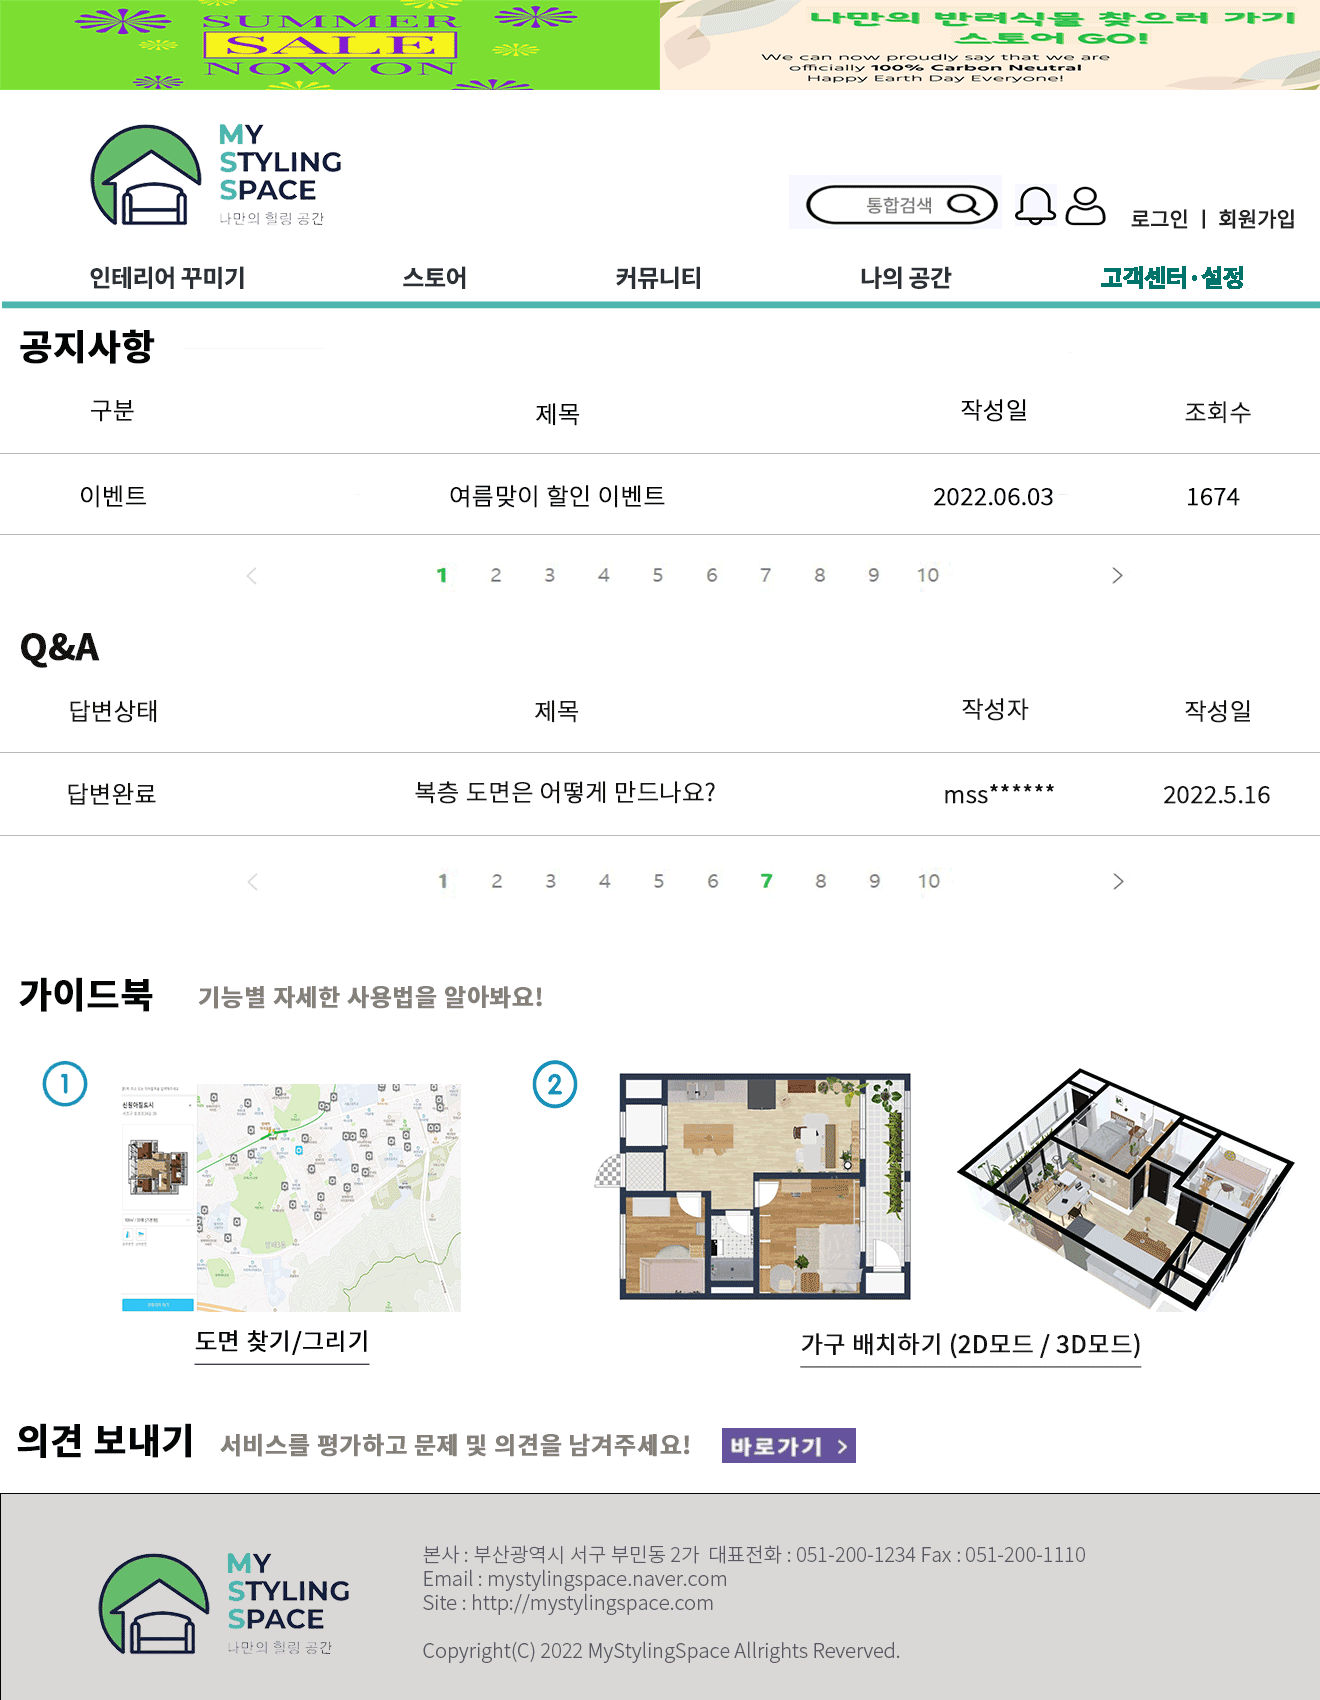 SUMMER
SALE
NOW ON
나만의 반려식물 찾으러 가기
스토어 GO!
We can now proudly say that we are
officially 100% Carbon Neutral
Happy Earth Day Everyone!
MY
STYLING
SPACE
나만의 힐링 공간
통합검색
로그인 | 회원가입
인테리어 꾸미기 스토어 커뮤니티 나의 공간 고객센터·설정
공지사항
구분 제목 작성일 조회수
이벤트 여름맞이 할인 이벤트 2022.06.03 1674
< 1 2 3 4 5 6 7 8 9 10 >
Q&A
답변상태 제목 작성자 작성일
답변완료 복층 도면은 어떻게 만드나요? mss****** 2022.5.16
< 1 2 3 4 5 6 7 8 9 10 >
가이드북 기능별 자세한 사용법을 알아봐요!
1 2
신원아침도시
도면 찾기/그리기
가구 배치하기 (2D모드 / 3D모드)
의견 보내기 서비스를 평가하고 문제 및 의견을 남겨주세요! 바로가기 >
MY
STYLING
SPACE
나만의 힐링 공간
본사 : 부산광역시 서구 부민동 2가 대표전화 : 051-200-1234 Fax : 051-200-1110
Email : mystylingspace.naver.com
Site : http://mystylingspace.com
Copyright(C) 2022 MyStylingSpace Allrights Reverved.